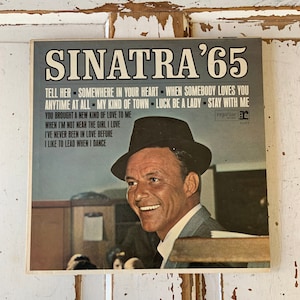 SINATRA '65
TELL HER • SOMEWHERE IN YOUR HEART • WHEN SOMEBODY LOVES YOU
ANYTIME AT ALL • MY KIND OF TOWN • LUCK BE A LADY • STAY WITH ME
YOU BROUGHT A NEW KIND OF LOVE TO ME
WHEN I'M NOT NEAR THE GIRL I LOVE
I'VE NEVER BEEN IN LOVE BEFORE
I LIKE TO LEAD WHEN I DANCE